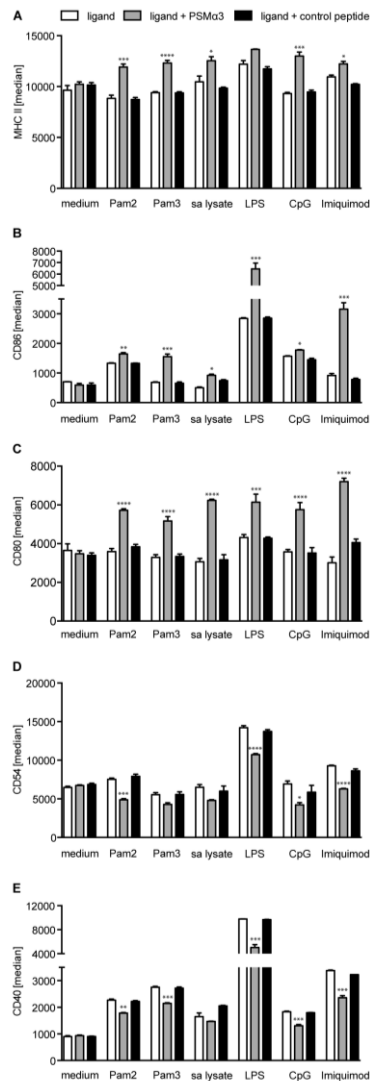 ligand ligand + PSMα3 ligand + control peptide
A
MHC II [median]
15000
10000
5000
0
*** **** * *** *
medium Pam2 Pam3 sa lysate LPS CpG Imiquimod
B
CD86 [median]
8000
7000
6000
5000
3000
2000
1000
0
** *** * *** * ***
medium Pam2 Pam3 sa lysate LPS CpG Imiquimod
C
CD80 [median]
8000
6000
4000
2000
0
**** **** **** *** **** ****
medium Pam2 Pam3 sa lysate LPS CpG Imiquimod
D
CD54 [median]
20000
15000
10000
5000
0
*** **** * ****
medium Pam2 Pam3 sa lysate LPS CpG Imiquimod
E
CD40 [median]
12000
8000
4000
3000
2000
1000
0
** *** *** *** ***
medium Pam2 Pam3 sa lysate LPS CpG Imiquimod